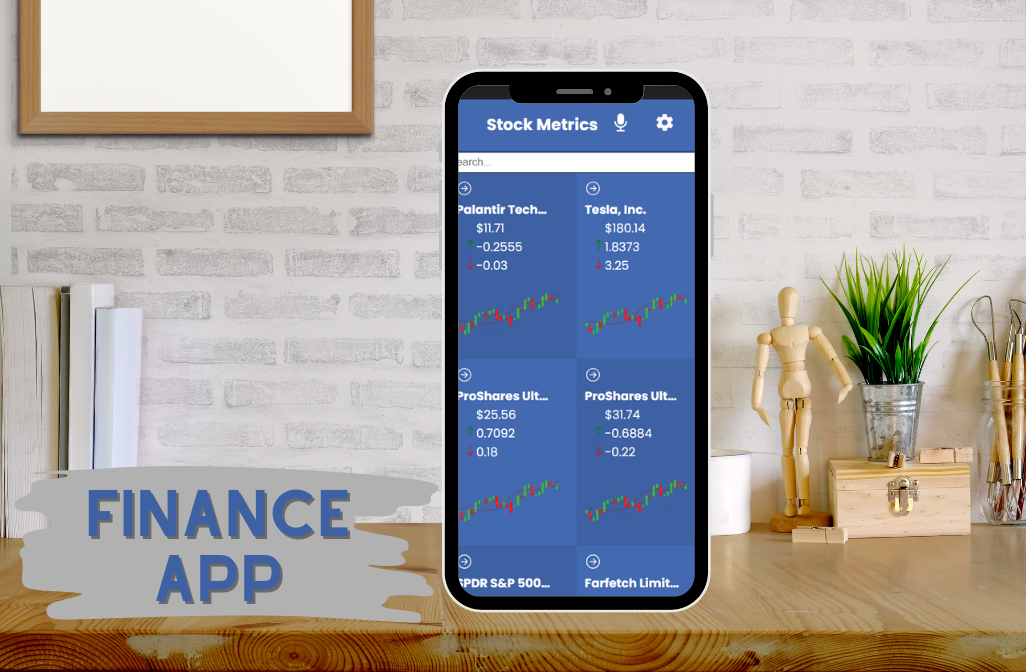 Stock Metrics
earch...
Palantir Tech...
$11.71
-0.2555
-0.03
Tesla, Inc.
$180.14
1.8373
3.25
ProShares Ult...
$25.56
0.7092
0.18
ProShares Ult...
$31.74
-0.6884
-0.22
SPDR S&P 500...
Farfetch Limit...
FINANCE
APP